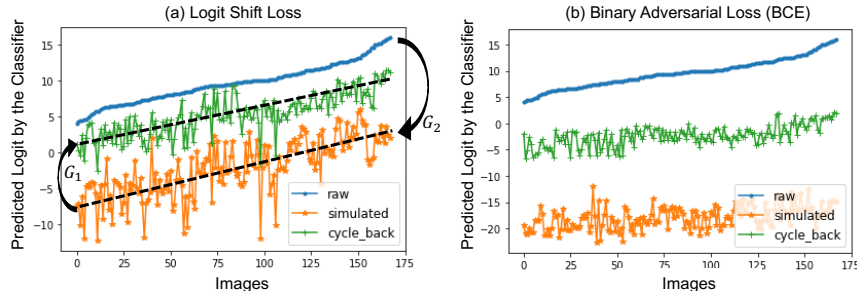 (a) Logit Shift Loss
Predicted Logit by the Classifier
15
10
5
0
−5
−10
G1
G2
raw
simulated
cycle_back
0
25
50
75
100
125
150
175
Images
(b) Binary Adversarial Loss (BCE)
Predicted Logit by the Classifier
15
10
5
0
−5
−10
−15
−20
raw
simulated
cycle_back
0
25
50
75
100
125
150
175
Images